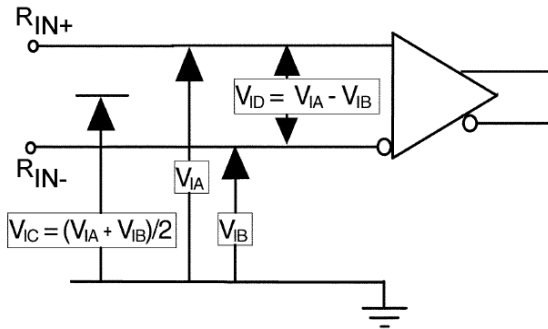 RIN+
VID = VIA - VIB
RIN-
VIA
VIC = (VIA + VIB)/2
VIB